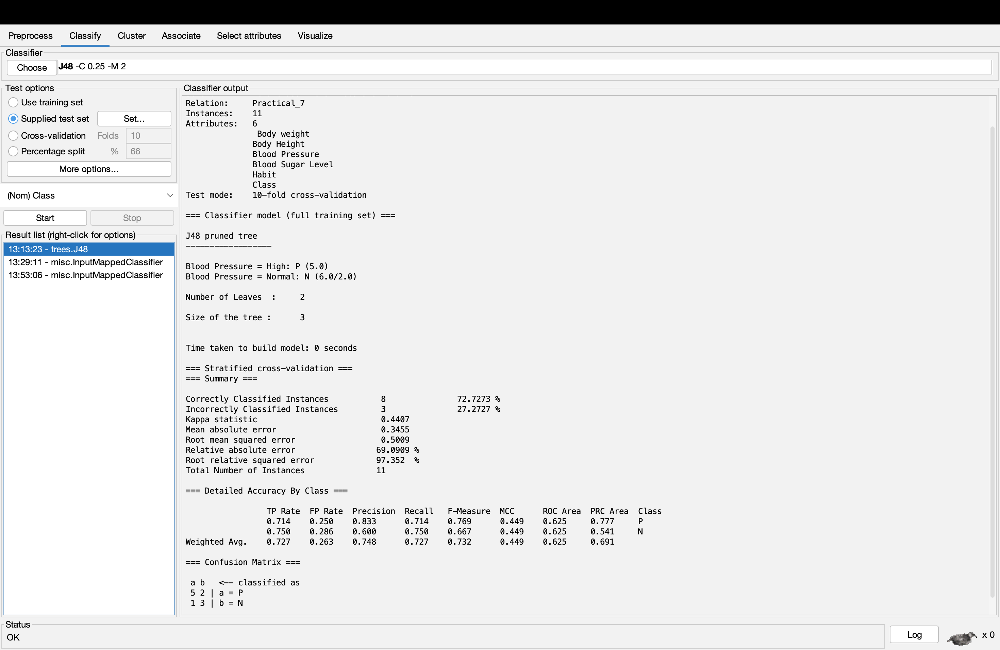 Preprocess Classify Cluster Associate Select attributes Visualize
Classifier
Choose J48 -C 0.25 -M 2
Test options
Use training set
Supplied test set Set...
Cross-validation Folds 10
Percentage split % 66
More options...
(Nom) Class
Start Stop
Result list (right-click for options)
13:13:23 - trees.J48
13:29:11 - misc.InputMappedClassifier
13:53:06 - misc.InputMappedClassifier
Classifier output
Relation: Practical_7
Instances: 11
Attributes: 6
Body weight
Body Height
Blood Pressure
Blood Sugar Level
Habit
Class
Test mode: 10-fold cross-validation
=== Classifier model (full training set) ===
J48 pruned tree
------------------
Blood Pressure = High: P (5.0)
Blood Pressure = Normal: N (6.0/2.0)
Number of Leaves : 2
Size of the tree : 3
Time taken to build model: 0 seconds
=== Stratified cross-validation ===
=== Summary ===
Correctly Classified Instances 8 72.7273 %
Incorrectly Classified Instances 3 27.2727 %
Kappa statistic 0.4407
Mean absolute error 0.3455
Root mean squared error 0.5009
Relative absolute error 69.0909 %
Root relative squared error 97.352 %
Total Number of Instances 11
=== Detailed Accuracy By Class ===
TP Rate FP Rate Precision Recall F-Measure MCC ROC Area PRC Area Class
0.714 0.250 0.833 0.714 0.769 0.449 0.625 0.777 P
0.750 0.286 0.600 0.750 0.667 0.449 0.625 0.541 N
Weighted Avg. 0.727 0.263 0.748 0.727 0.732 0.449 0.625 0.691
=== Confusion Matrix ===
a b <-- classified as
5 2 | a = P
1 3 | b = N
Status
OK
Log x 0